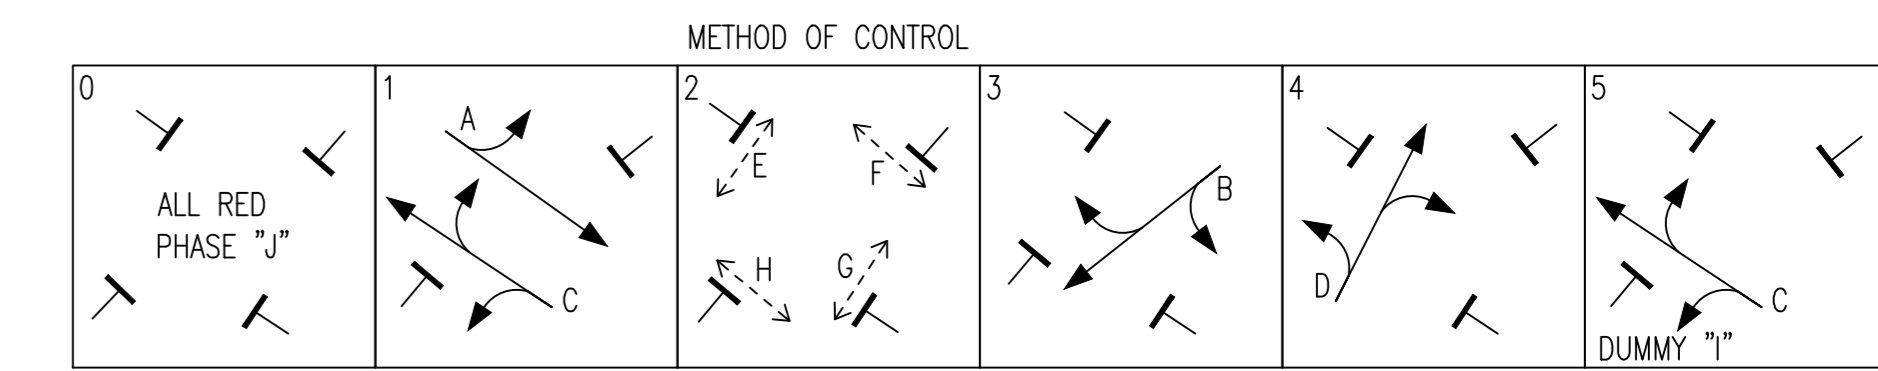 METHOD OF CONTROL
0
ALL RED
PHASE "J"
1
A
C
2
E
F
H
G
3
B
4
D
5
C
DUMMY "I"